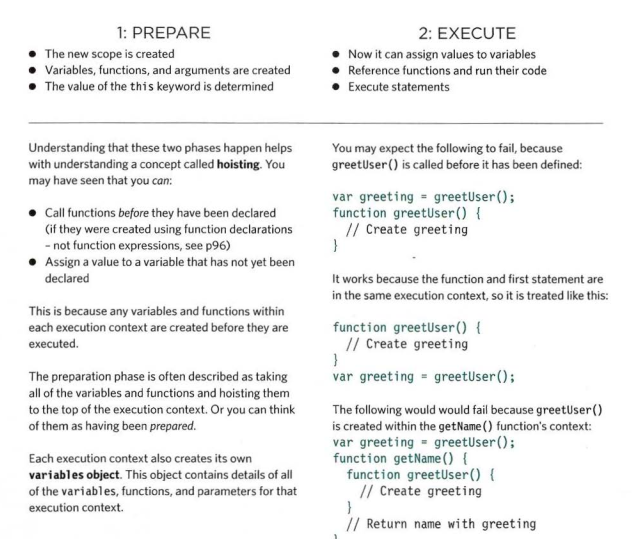 1: PREPARE
● The new scope is created
● Variables, functions, and arguments are created
● The value of the this keyword is determined
2: EXECUTE
● Now it can assign values to variables
● Reference functions and run their code
● Execute statements
Understanding that these two phases happen helps
with understanding a concept called hoisting. You
may have seen that you can:
● Call functions before they have been declared
(if they were created using function declarations
– not function expressions, see p96)
● Assign a value to a variable that has not yet been
declared
This is because any variables and functions within
each execution context are created before they are
executed.
The preparation phase is often described as taking
all of the variables and functions and hoisting them
to the top of the execution context. Or you can think
of them as having been prepared.
Each execution context also creates its own
variables object. This object contains details of all
of the variables, functions, and parameters for that
execution context.
You may expect the following to fail, because
greetUser() is called before it has been defined:
var greeting = greetUser();
function greetUser() {
// Create greeting
}
It works because the function and first statement are
in the same execution context, so it is treated like this:
function greetUser() {
// Create greeting
}
var greeting = greetUser();
The following would would fail because greetUser()
is created within the getName() function's context:
var greeting = greetUser();
function getName() {
function greetUser() {
// Create greeting
}
// Return name with greeting
}